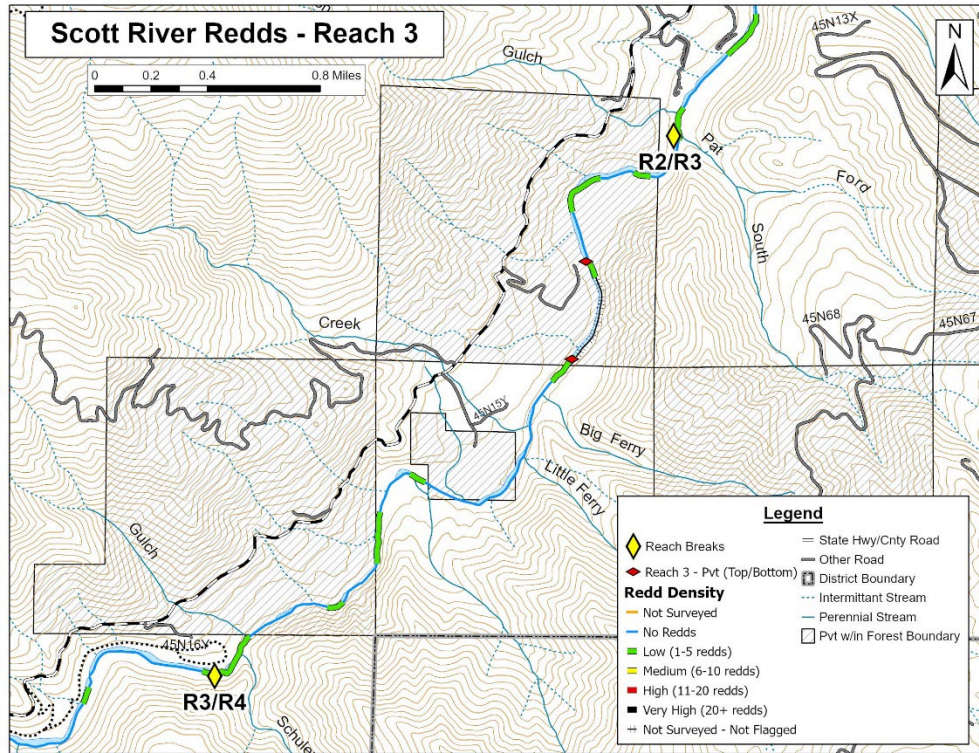 Scott River Redds - Reach 3
0 0.2 0.4 0.8 Miles
N
45N13X
Gulch
Pat
R2/R3
Ford
South
45N68
45N67
Creek
45N15Y
Big Ferry
Little Ferry
Gulch
45N16Y
R3/R4
Legend
Reach Breaks
Reach 3 - Pvt (Top/Bottom)
Redd Density
Not Surveyed
No Redds
Low (1-5 redds)
Medium (6-10 redds)
High (11-20 redds)
Very High (20+ redds)
Not Surveyed - Not Flagged
State Hwy/Cnty Road
Other Road
District Boundary
Intermittant Stream
Perennial Stream
Pvt w/in Forest Boundary